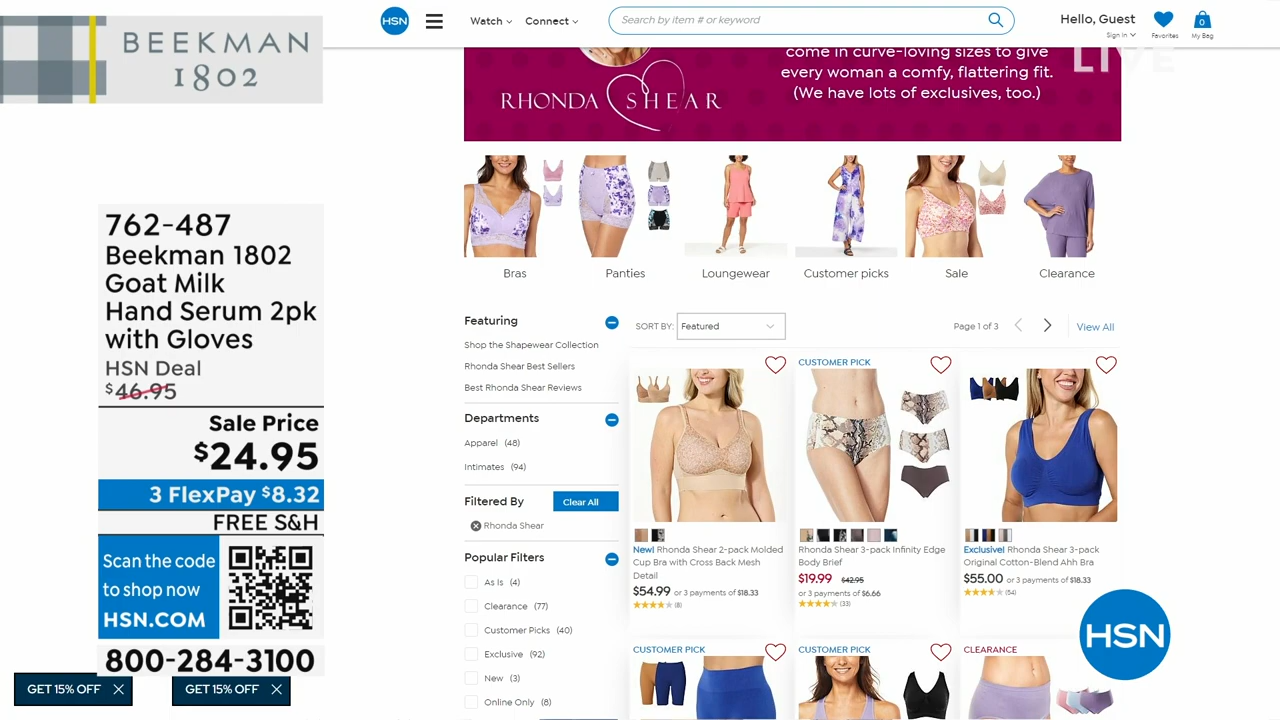 BEEKMAN
1802
762-487
Beekman 1802
Goat Milk
Hand Serum 2pk
with Gloves
HSN Deal
$46.95
Sale Price
$24.95
3 FlexPay $8.32
FREE S&H
Scan the code
to shop now
HSN.COM
800-284-3100
GET 15% OFF
GET 15% OFF
HSN
Watch
Connect
Search by item # or keyword
Hello, Guest
Sign In
Favorites
0
My Bag
LIVE
come in curve-loving sizes to give
every woman a comfy, flattering fit.
(We have lots of exclusives, too.)
RHONDA SHEAR
Bras
Panties
Loungewear
Customer picks
Sale
Clearance
Featuring
Shop the Shapewear Collection
Rhonda Shear Best Sellers
Best Rhonda Shear Reviews
Departments
Apparel (48)
Intimates (94)
Filtered By
Clear All
Rhonda Shear
Popular Filters
As Is (4)
Clearance (77)
Customer Picks (40)
Exclusive (92)
New (3)
Online Only (8)
SORT BY:
Featured
Page 1 of 3
View All
New! Rhonda Shear 2-pack Molded
Cup Bra with Cross Back Mesh
Detail
$54.99 or 3 payments of $18.33
(8)
CUSTOMER PICK
Rhonda Shear 3-pack Infinity Edge
Body Brief
$19.99 $42.95
or 3 payments of $6.66
(33)
Exclusive! Rhonda Shear 3-pack
Original Cotton-Blend Ahh Bra
$55.00 or 3 payments of $18.33
(54)
CUSTOMER PICK
CUSTOMER PICK
CLEARANCE
HSN